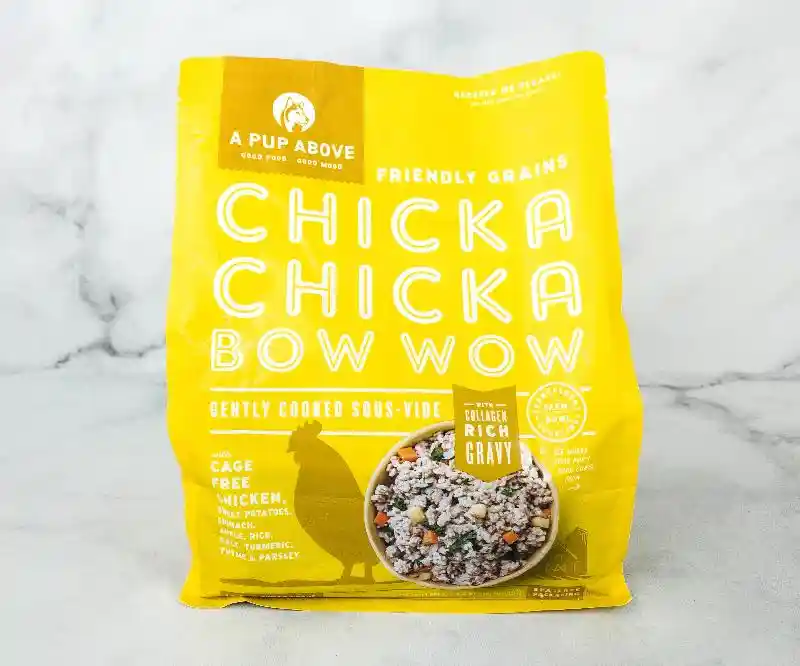 A PUP ABOVE
GOOD FOOD. GOOD MOOD
FRIENDLY GRAINS
CHICKA
CHICKA
BOW WOW
GENTLY COOKED SOUS-VIDE
WITH
COLLAGEN
RICH
GRAVY
WITH
CAGE
FREE
CHICKEN,
SWEET POTATOES,
SPINACH,
APPLE, RICE,
KALE, TURMERIC,
THYME & PARSLEY